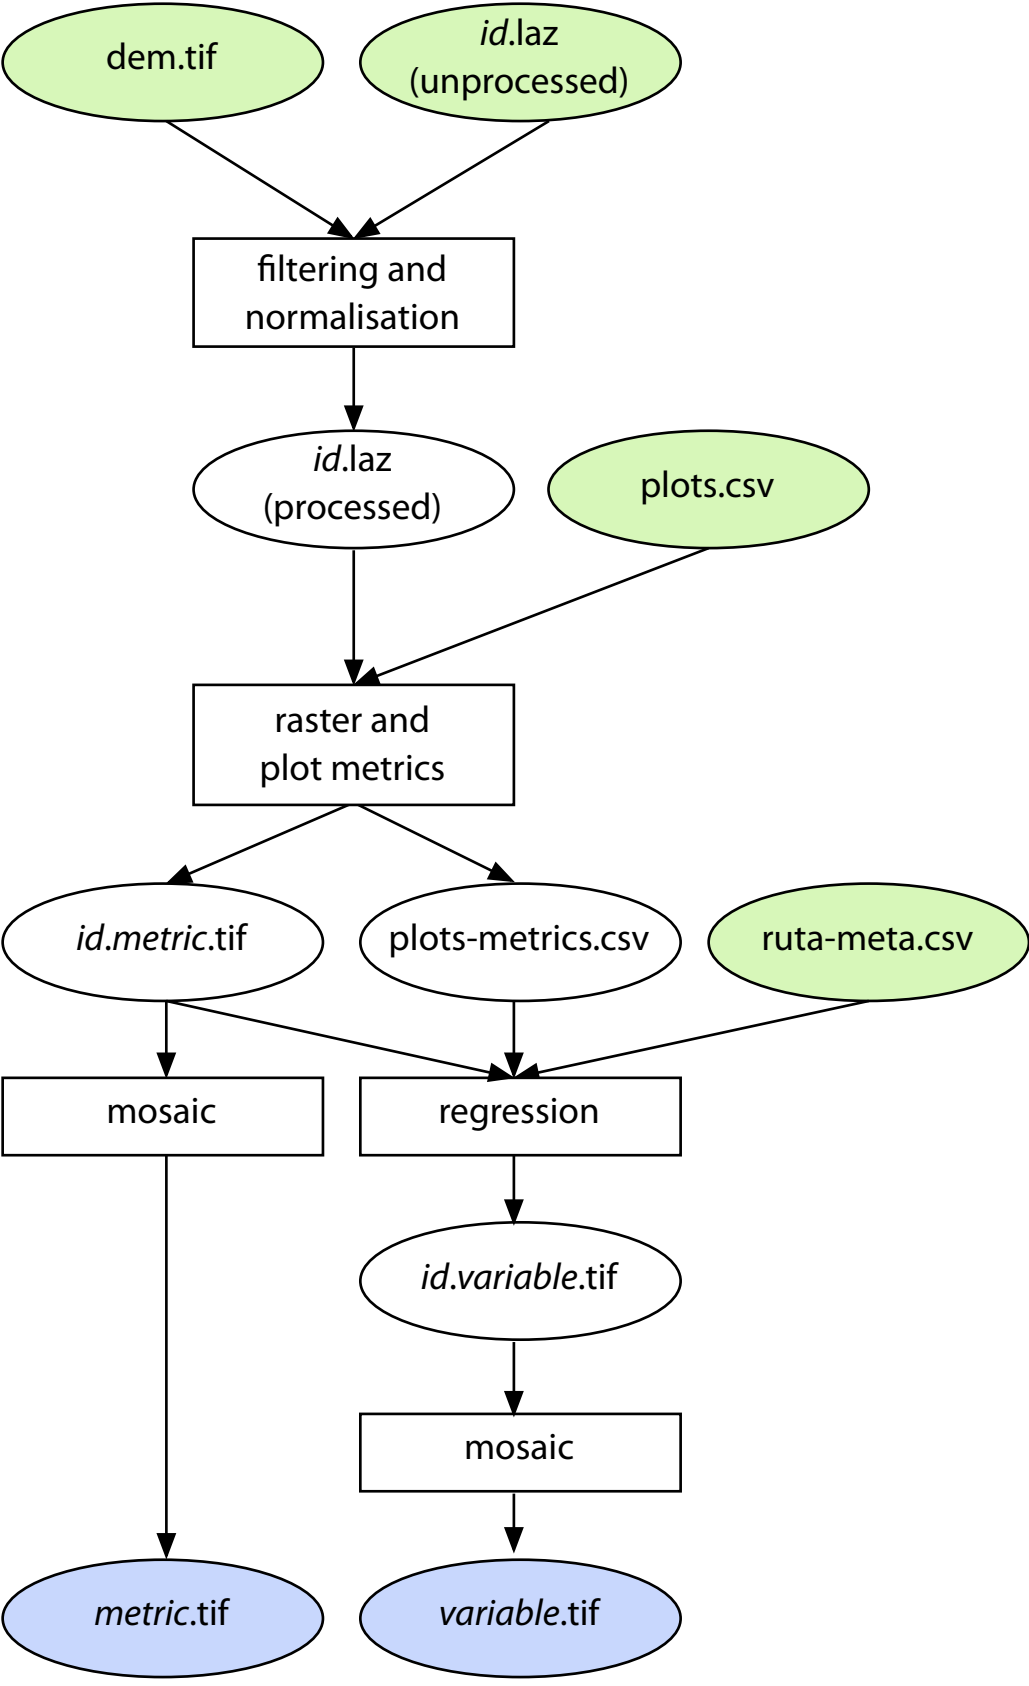 dem.tif
id.laz
(unprocessed)
filtering and
normalisation
id.laz
(processed)
plots.csv
raster and
plot metrics
id.metric.tif
plots-metrics.csv
ruta-meta.csv
mosaic
regression
id.variable.tif
mosaic
metric.tif
variable.tif